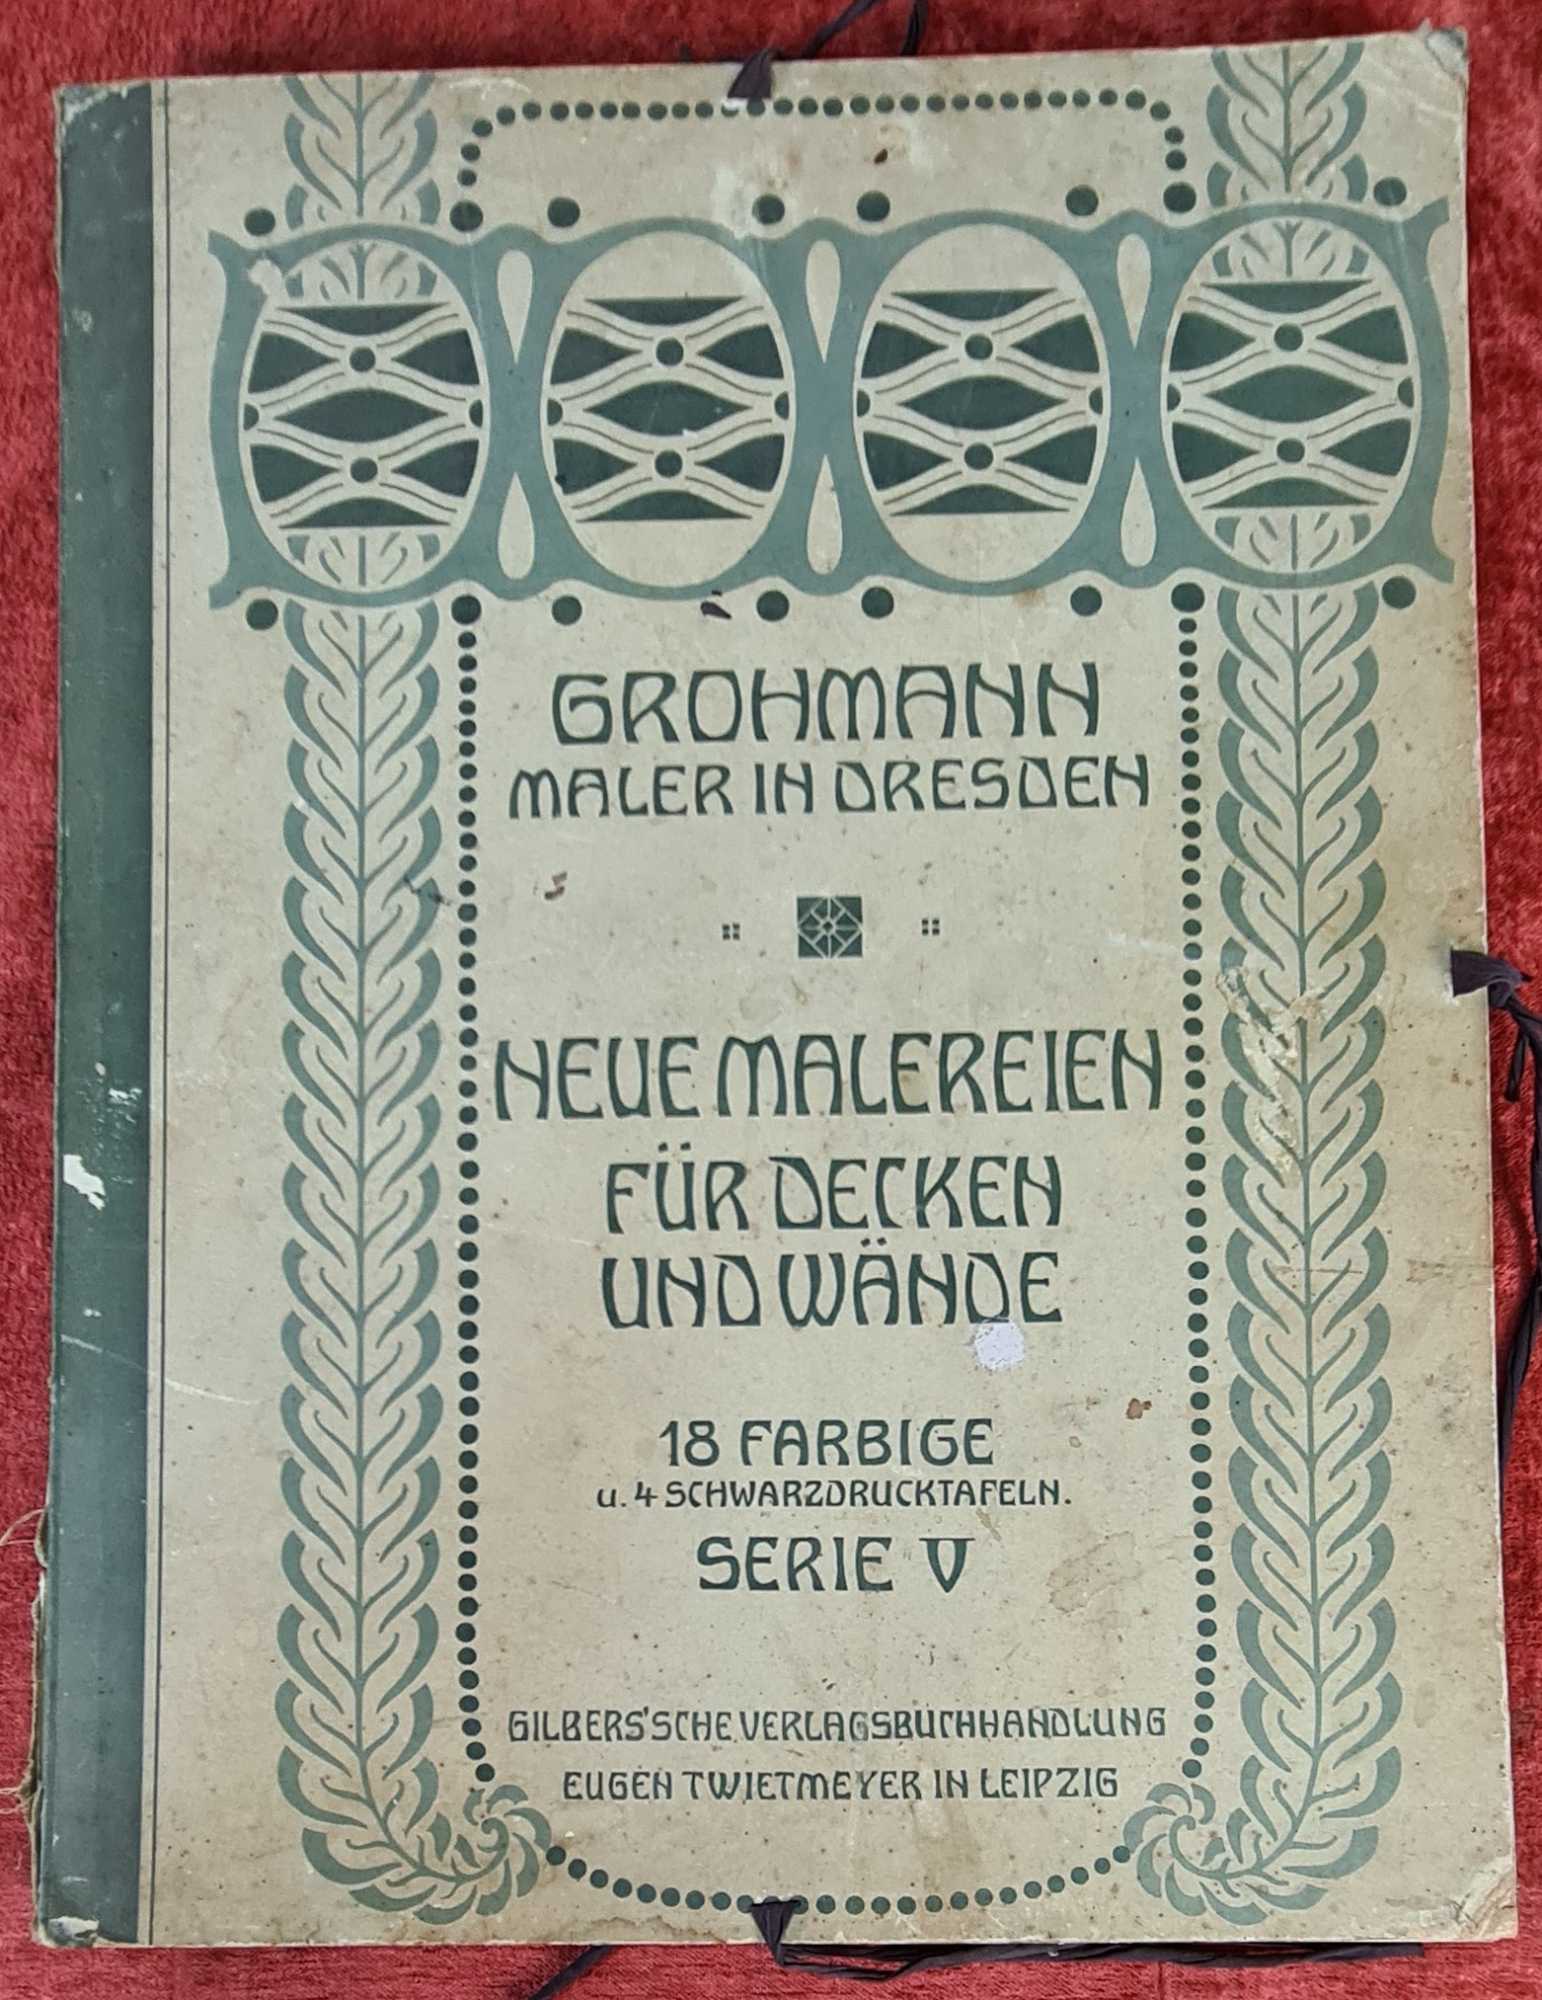 GROHMANN
MALER IN DRESDEN
NEUE MALEREIEN
FÜR DECKEN
UND WÄNDE
18 FARBIGE
u. 4 SCHWARZDRUCKTAFELN.
SERIE V
GILBERS'SCHE VERLAGSBUCHHANDLUNG
EUGEN TWIETMEYER IN LEIPZIG